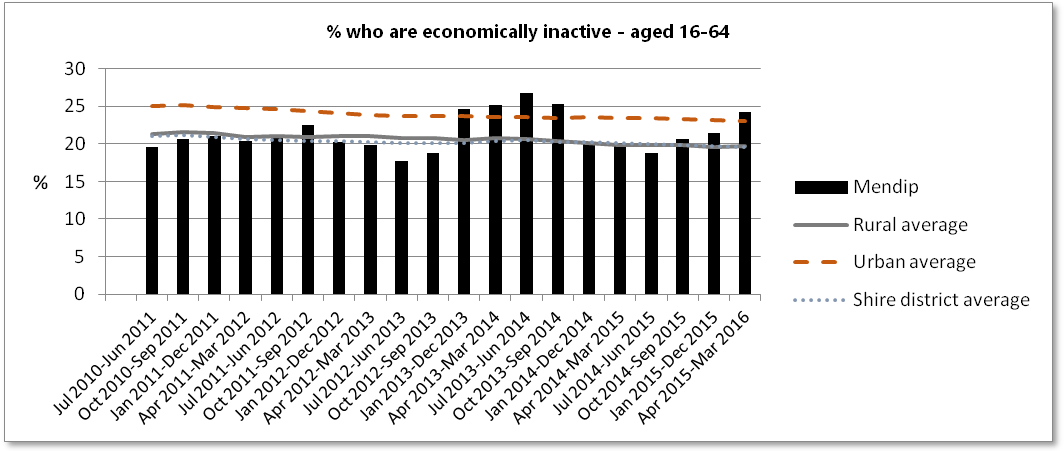 % who are economically inactive - aged 16-64
30
25
20
15
10
5
0
%
Jul 2010-Jun 2011
Oct 2010-Sep 2011
Jan 2011-Dec 2011
Apr 2011-Mar 2012
Jul 2011-Jun 2012
Oct 2011-Sep 2012
Jan 2012-Dec 2012
Apr 2012-Mar 2013
Jul 2012-Jun 2013
Oct 2012-Sep 2013
Jan 2013-Dec 2013
Apr 2013-Mar 2014
Jul 2013-Jun 2014
Oct 2013-Sep 2014
Jan 2014-Dec 2014
Apr 2014-Mar 2015
Jul 2014-Jun 2015
Oct 2014-Sep 2015
Jan 2015-Dec 2015
Apr 2015-Mar 2016
Mendip
Rural average
Urban average
Shire district average